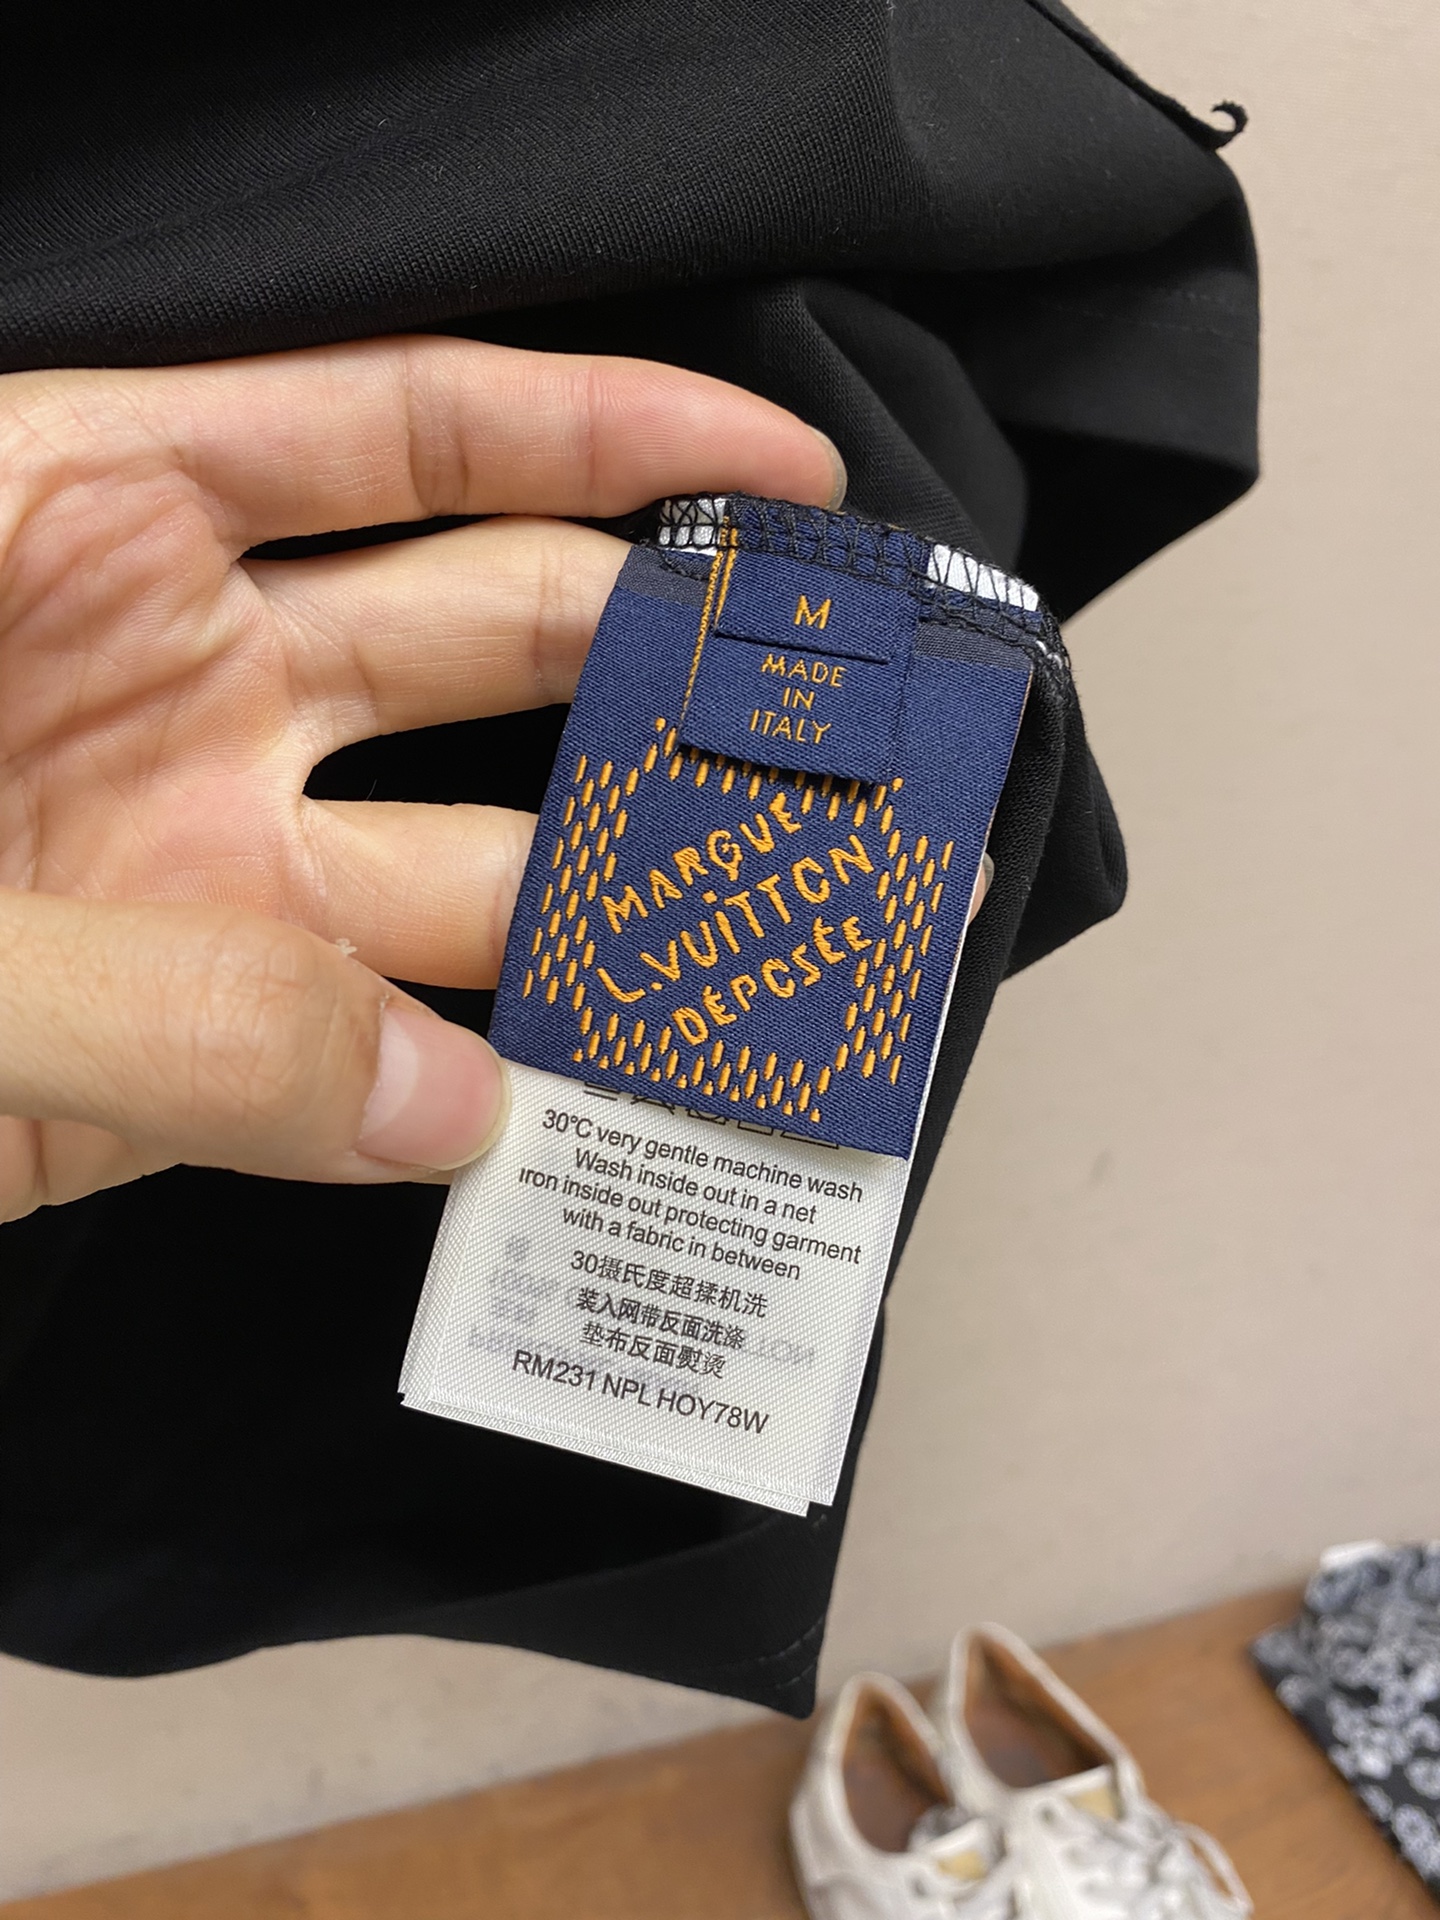 M
MADE
IN
ITALY
MARQUE
L.VUITTON
DÉPOSÉE
30°C very gentle machine wash
Wash inside out in a net
Iron inside out protecting garment
with a fabric in between
30摄氏度超揉机洗
装入网带反面洗涤
垫布反面熨烫
RM231 NPL HOY78W